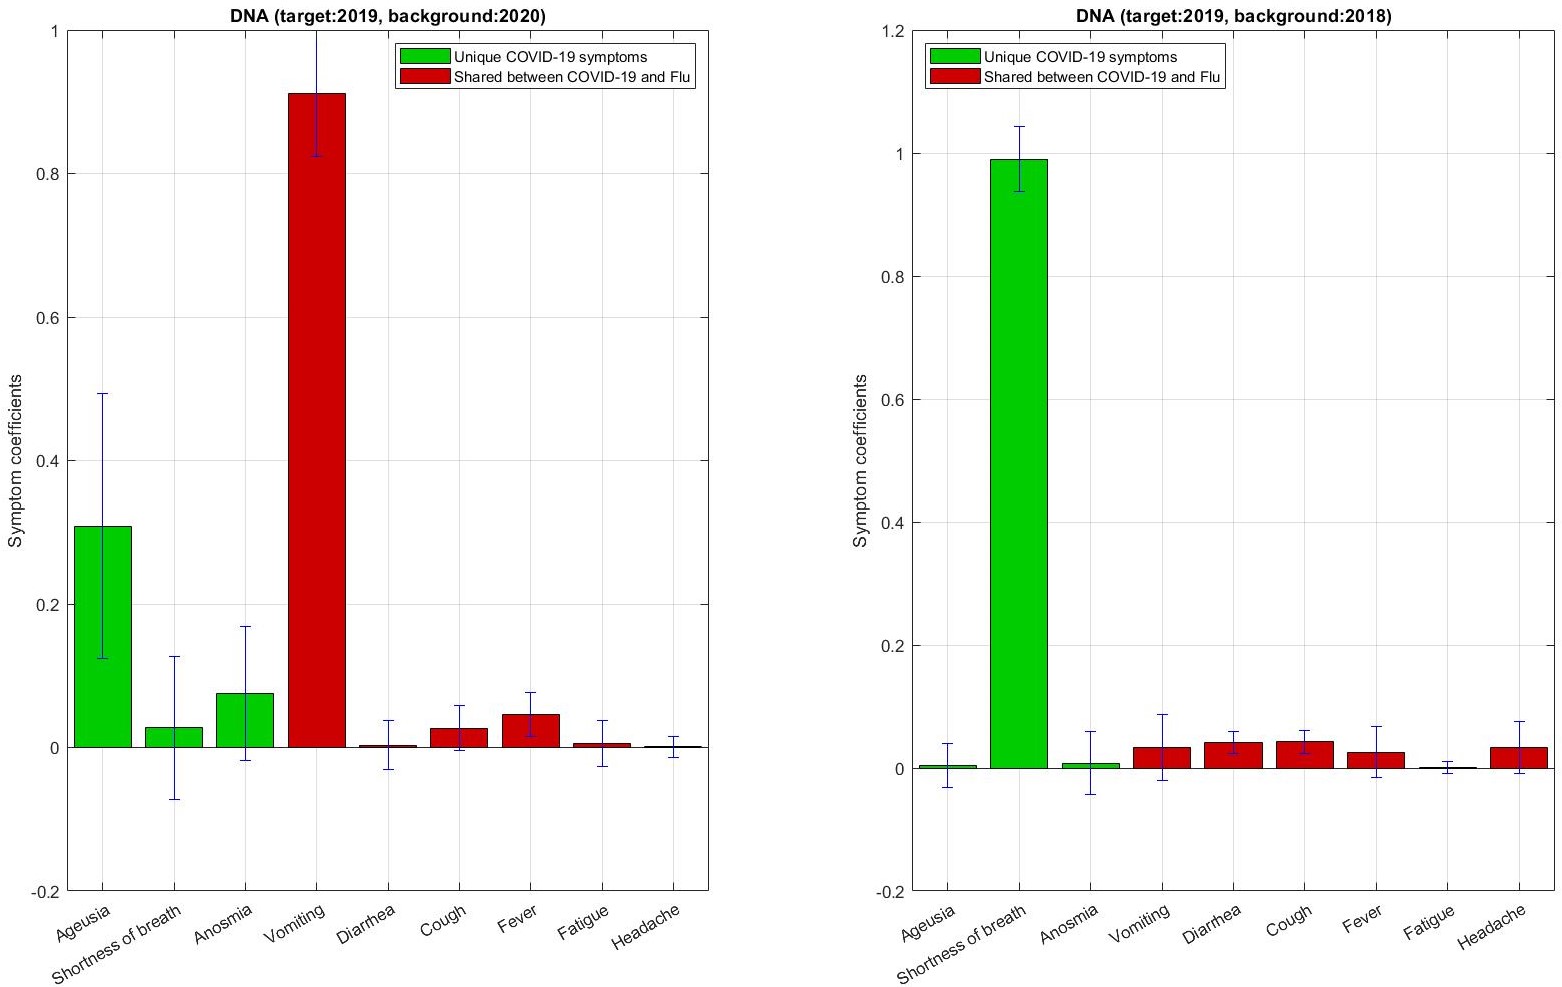 DNA (target:2019, background:2020)
Unique COVID-19 symptoms
Shared between COVID-19 and Flu
Symptom coefficients
1
0.8
0.6
0.4
0.2
0
-0.2
Ageusia
Shortness of breath
Anosmia
Vomiting
Diarrhea
Cough
Fever
Fatigue
Headache
DNA (target:2019, background:2018)
Unique COVID-19 symptoms
Shared between COVID-19 and Flu
Symptom coefficients
1.2
1
0.8
0.6
0.4
0.2
0
-0.2
Ageusia
Shortness of breath
Anosmia
Vomiting
Diarrhea
Cough
Fever
Fatigue
Headache